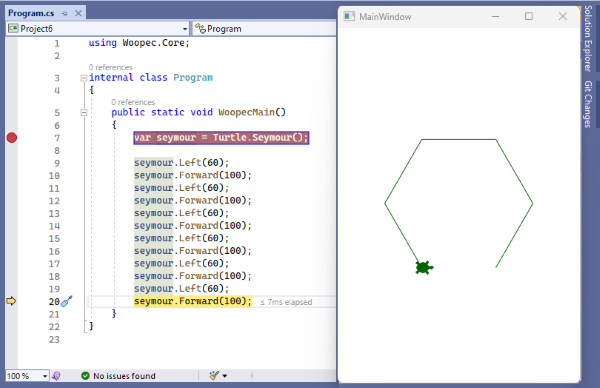 Program.cs
Project6
Program
1 using Woopec.Core;
2
0 references
3 internal class Program
4 {
0 references
5 public static void WoopecMain()
6 {
7 var seymour = Turtle.Seymour();
8
9 seymour.Left(60);
10 seymour.Forward(100);
11 seymour.Left(60);
12 seymour.Forward(100);
13 seymour.Left(60);
14 seymour.Forward(100);
15 seymour.Left(60);
16 seymour.Forward(100);
17 seymour.Left(60);
18 seymour.Forward(100);
19 seymour.Left(60);
20 seymour.Forward(100); ≤ 7ms elapsed
21 }
22 }
23
100 %
No issues found
MainWindow
Solution Explorer
Git Changes